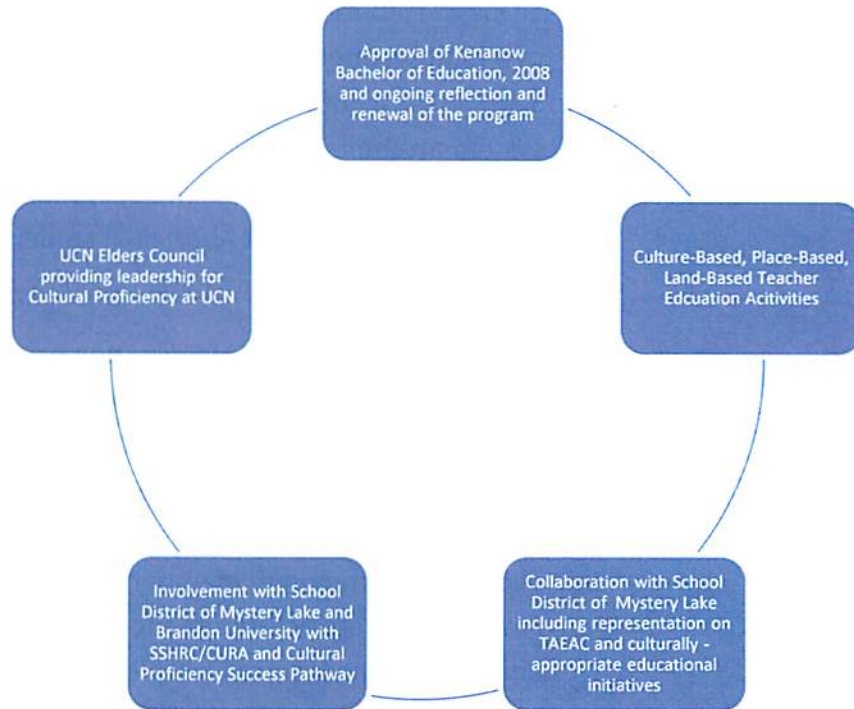 Approval of Kenanow
Bachelor of Education, 2008
and ongoing reflection and
renewal of the program
UCN Elders Council
providing leadership for
Cultural Proficiency at UCN
Culture-Based, Place-Based,
Land-Based Teacher
Edcuation Acitivities
Involvement with School
District of Mystery Lake and
Brandon University with
SSHRC/CURA and Cultural
Proficiency Success Pathway
Collaboration with School
District of Mystery Lake
including representation on
TAEAC and culturally -
appropriate educational
initiatives